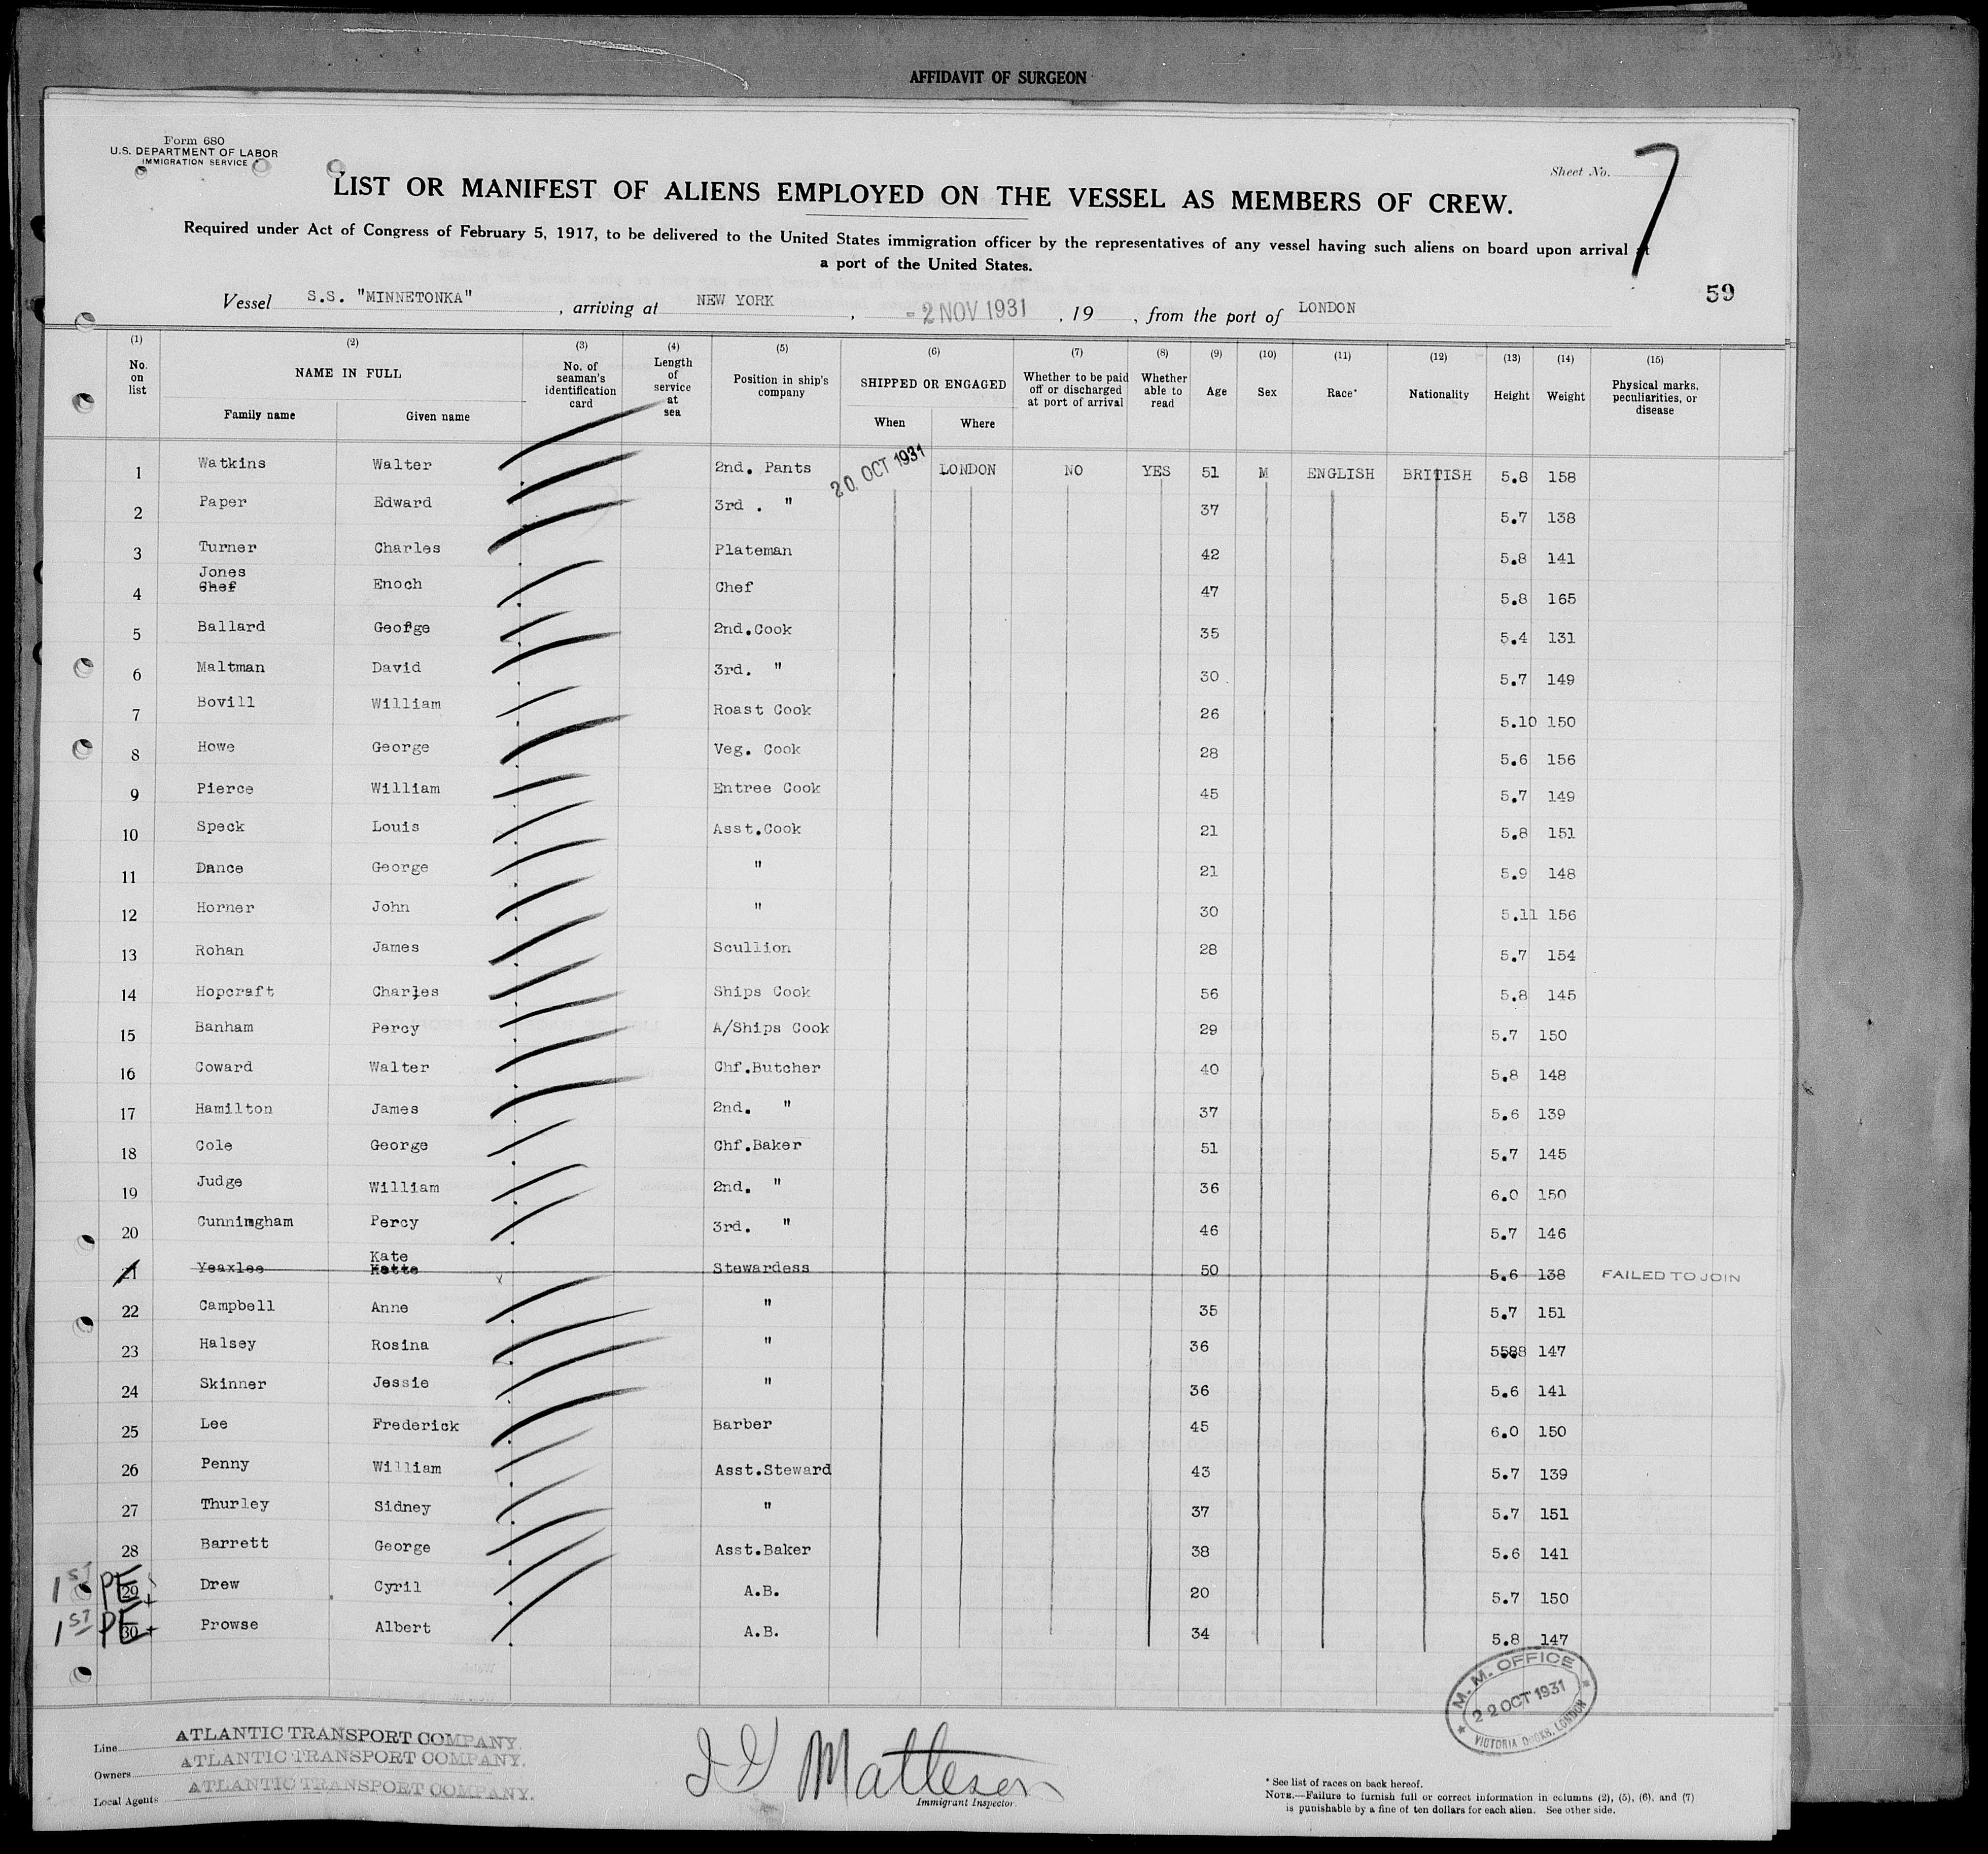 AFFIDAVIT OF SURGEON
Form 680
U.S. DEPARTMENT OF LABOR
IMMIGRATION SERVICE
Sheet No. 7
LIST OR MANIFEST OF ALIENS EMPLOYED ON THE VESSEL AS MEMBERS OF CREW.
Required under Act of Congress of February 5, 1917, to be delivered to the United States immigration officer by the representatives of any vessel having such aliens on board upon arrival at
a port of the United States.
59
Vessel S.S. "MINNETONKA" , arriving at NEW YORK , -2 NOV 1931 , 19 , from the port of LONDON
(1) (2) (3) (4) (5) (6) (7) (8) (9) (10) (11) (12) (13) (14) (15)
No. on list NAME IN FULL Family name Given name No. of seaman's identification card Length of service at sea Position in ship's company SHIPPED OR ENGAGED When Where Whether to be paid off or discharged at port of arrival Whether able to read Age Sex Race* Nationality Height Weight Physical marks, peculiarities, or disease
1 Watkins Walter 2nd. Pants 20 OCT 1931 LONDON NO YES 51 M ENGLISH BRITISH 5.8 158
2 Paper Edward 3rd . " 37 5.7 138
3 Turner Charles Plateman 42 5.8 141
Jones
4 Chef Enoch Chef 47 5.8 165
5 Ballard George 2nd.Cook 35 5.4 131
6 Maltman David 3rd. " 30 5.7 149
7 Bovill William Roast Cook 26 5.10 150
8 Howe George Veg. Cook 28 5.6 156
9 Pierce William Entree Cook 45 5.7 149
10 Speck Louis Asst.Cook 21 5.8 151
11 Dance George " 21 5.9 148
12 Horner John " 30 5.11 156
13 Rohan James Scullion 28 5.7 154
14 Hopcraft Charles Ships Cook 56 5.8 145
15 Banham Percy A/Ships Cook 29 5.7 150
16 Coward Walter Chf.Butcher 40 5.8 148
17 Hamilton James 2nd. " 37 5.6 139
18 Cole George Chf.Baker 51 5.7 145
19 Judge William 2nd. " 36 6.0 150
20 Cunningham Percy 3rd. " 46 5.7 146
Kate
21 Yeaxlee Stewardess 50 5.6 138 FAILED TO JOIN
22 Campbell Anne " 35 5.7 151
23 Halsey Rosina " 36 147
24 Skinner Jessie " 36 5.6 141
25 Lee Frederick Barber 45 6.0 150
26 Penny William Asst.Steward 43 5.7 139
27 Thurley Sidney " 37 5.7 151
28 Barrett George Asst.Baker 38 5.6 141
1ST PE 29 Drew Cyril A.B. 20 5.7 150
1ST PE 30 Prowse Albert A.B. 34 5.8 147
M. M. OFFICE
22 OCT 1931
VICTORIA DOCKS, LONDON
Line ATLANTIC TRANSPORT COMPANY.
Owners ATLANTIC TRANSPORT COMPANY.
Local Agents ATLANTIC TRANSPORT COMPANY.
Matteson
Immigrant Inspector.
* See list of races on back hereof.
NOTE.—Failure to furnish full or correct information in columns (2), (5), (6), and (7)
is punishable by a fine of ten dollars for each alien. See other side.